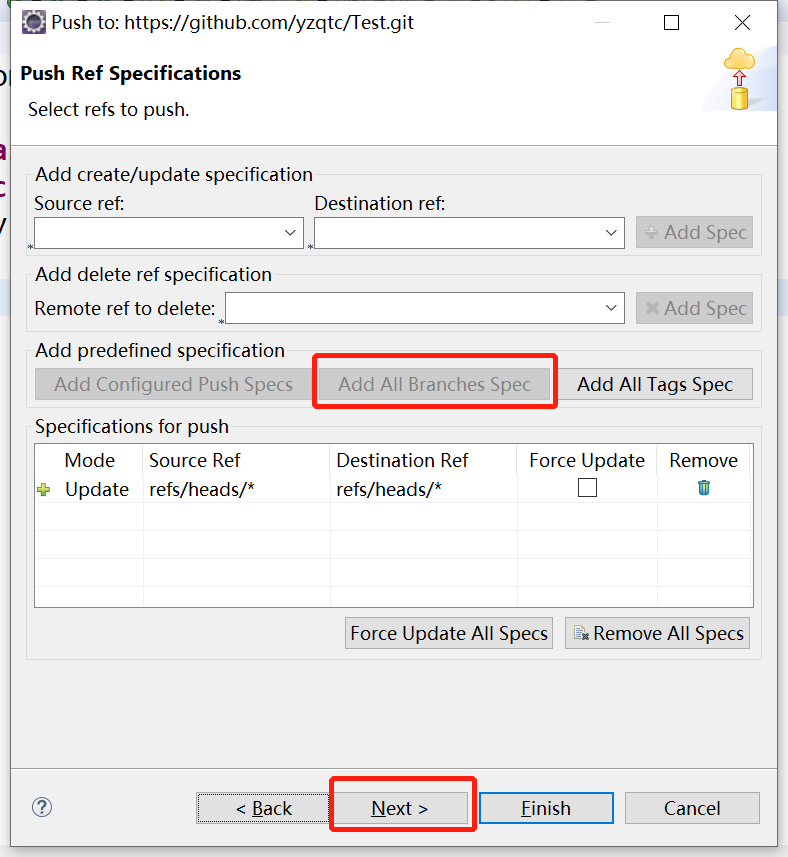 Push to: https://github.com/yzqtc/Test.git
Push Ref Specifications
Select refs to push.
Add create/update specification
Source ref: Destination ref:
* * Add Spec
Add delete ref specification
Remote ref to delete: * Add Spec
Add predefined specification
Add Configured Push Specs Add All Branches Spec Add All Tags Spec
Specifications for push
Mode Source Ref Destination Ref Force Update Remove
Update refs/heads/* refs/heads/*
Force Update All Specs Remove All Specs
? < Back Next > Finish Cancel